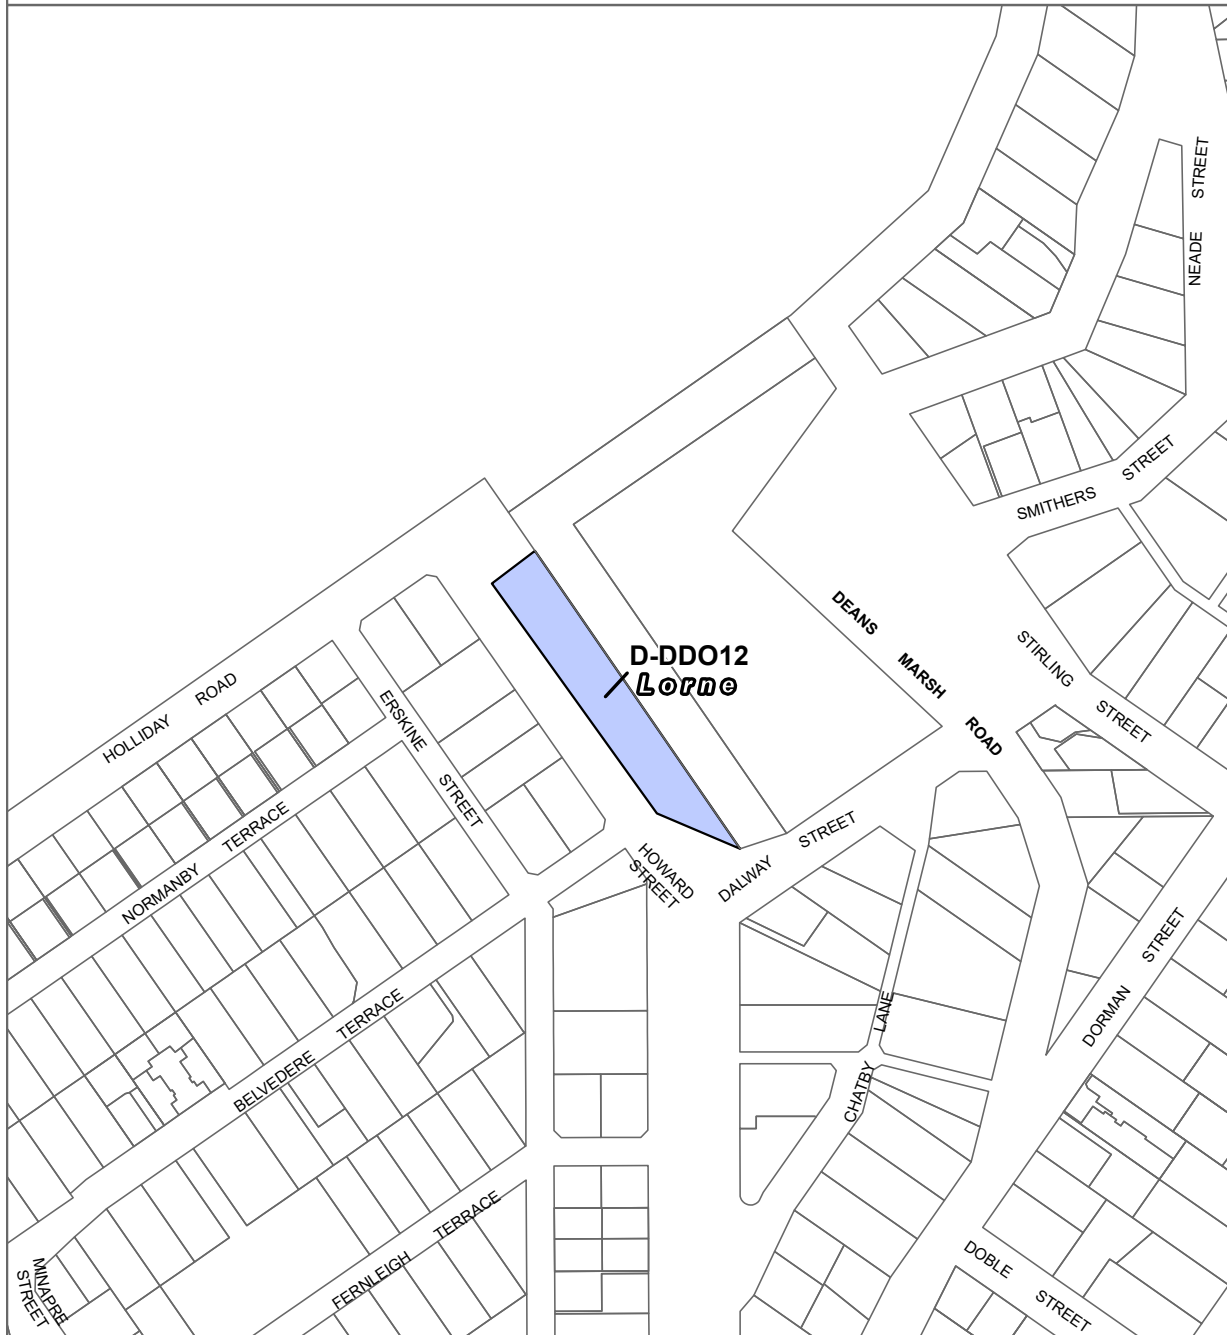 NEADE STREET
SMITHERS STREET
DEANS MARSH ROAD
STIRLING STREET
D-DDO12
Lorne
HOLLIDAY ROAD
ERSKINE STREET
NORMANBY TERRACE
HOWARD
STREET
DALWAY STREET
DORMAN STREET
BELVEDERE TERRACE
CHATBY LANE
FERNLEIGH TERRACE
MINAPRE
STREET
DOBLE STREET